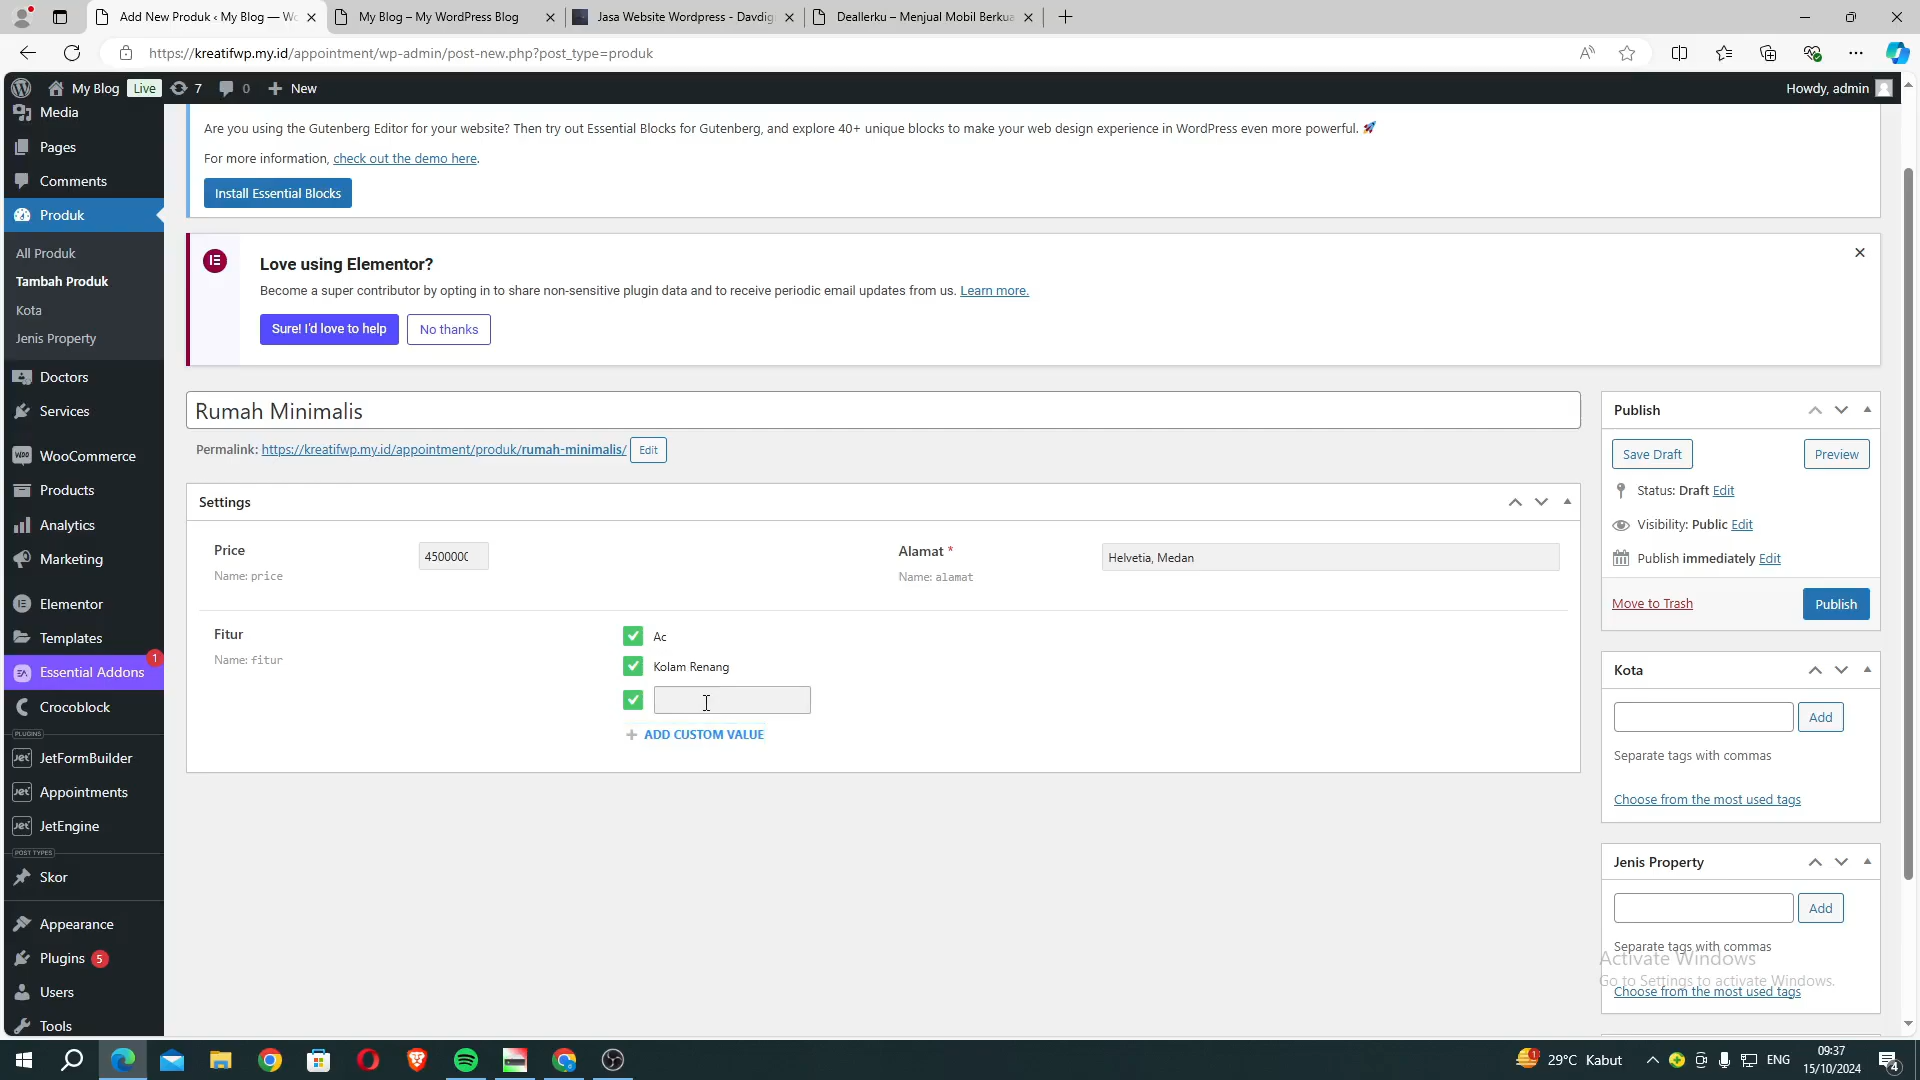 Add New Produk ‹ My Blog — Wo
My Blog – My WordPress Blog
Jasa Website Wordpress - Davdig
Deallerku – Menjual Mobil Berkua
https://kreatifwp.my.id/appointment/wp-admin/post-new.php?post_type=produk
My Blog Live 7 0 New
Howdy, admin
Media
Pages
Comments
Produk
All Produk
Tambah Produk
Kota
Jenis Property
Doctors
Services
WooCommerce
Products
Analytics
Marketing
Elementor
Templates
Essential Addons 1
Crocoblock
PLUGINS
JetFormBuilder
Appointments
JetEngine
POST TYPES
Skor
Appearance
Plugins 5
Users
Tools
Are you using the Gutenberg Editor for your website? Then try out Essential Blocks for Gutenberg, and explore 40+ unique blocks to make your web design experience in WordPress even more powerful. 🚀
For more information, check out the demo here.
Install Essential Blocks
Love using Elementor?
Become a super contributor by opting in to share non-sensitive plugin data and to receive periodic email updates from us. Learn more.
Sure! I'd love to help
No thanks
Rumah Minimalis
Permalink: https://kreatifwp.my.id/appointment/produk/rumah-minimalis/ Edit
Settings
Price
Name: price
4500000
Alamat *
Name: alamat
Helvetia, Medan
Fitur
Name: fitur
Ac
Kolam Renang
+ ADD CUSTOM VALUE
Publish
Save Draft
Preview
Status: Draft Edit
Visibility: Public Edit
Publish immediately Edit
Move to Trash
Publish
Kota
Add
Separate tags with commas
Choose from the most used tags
Jenis Property
Add
Separate tags with commas
Activate Windows
Go to Settings to activate Windows.
Choose from the most used tags
29°C Kabut
ENG
09:37
15/10/2024
4